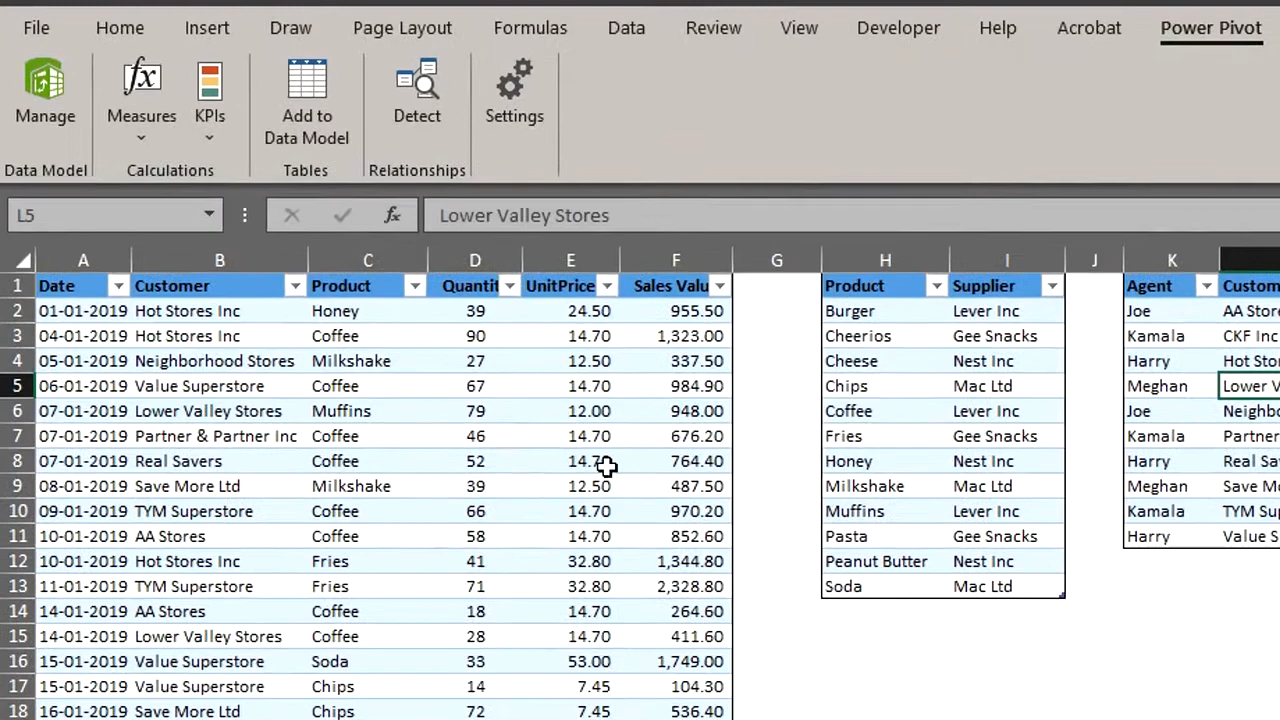 File Home Insert Draw Page Layout Formulas Data Review View Developer Help Acrobat Power Pivot
Manage Measures KPIs Add to Data Model Detect Settings
Data Model Calculations Tables Relationships
L5 fx Lower Valley Stores
A B C D E F G H I J K
1 Date Customer Product Quantit UnitPrice Sales Valu Product Supplier Agent Custom
2 01-01-2019 Hot Stores Inc Honey 39 24.50 955.50 Burger Lever Inc Joe AA Store
3 04-01-2019 Hot Stores Inc Coffee 90 14.70 1,323.00 Cheerios Gee Snacks Kamala CKF Inc
4 05-01-2019 Neighborhood Stores Milkshake 27 12.50 337.50 Cheese Nest Inc Harry Hot Sto
5 06-01-2019 Value Superstore Coffee 67 14.70 984.90 Chips Mac Ltd Meghan Lower V
6 07-01-2019 Lower Valley Stores Muffins 79 12.00 948.00 Coffee Lever Inc Joe Neighb
7 07-01-2019 Partner & Partner Inc Coffee 46 14.70 676.20 Fries Gee Snacks Kamala Partner
8 07-01-2019 Real Savers Coffee 52 14.70 764.40 Honey Nest Inc Harry Real Sa
9 08-01-2019 Save More Ltd Milkshake 39 12.50 487.50 Milkshake Mac Ltd Meghan Save Mo
10 09-01-2019 TYM Superstore Coffee 66 14.70 970.20 Muffins Lever Inc Kamala TYM Su
11 10-01-2019 AA Stores Coffee 58 14.70 852.60 Pasta Gee Snacks Harry Value S
12 10-01-2019 Hot Stores Inc Fries 41 32.80 1,344.80 Peanut Butter Nest Inc
13 11-01-2019 TYM Superstore Fries 71 32.80 2,328.80 Soda Mac Ltd
14 14-01-2019 AA Stores Coffee 18 14.70 264.60
15 14-01-2019 Lower Valley Stores Coffee 28 14.70 411.60
16 15-01-2019 Value Superstore Soda 33 53.00 1,749.00
17 15-01-2019 Value Superstore Chips 14 7.45 104.30
18 16-01-2019 Save More Ltd Chips 72 7.45 536.40